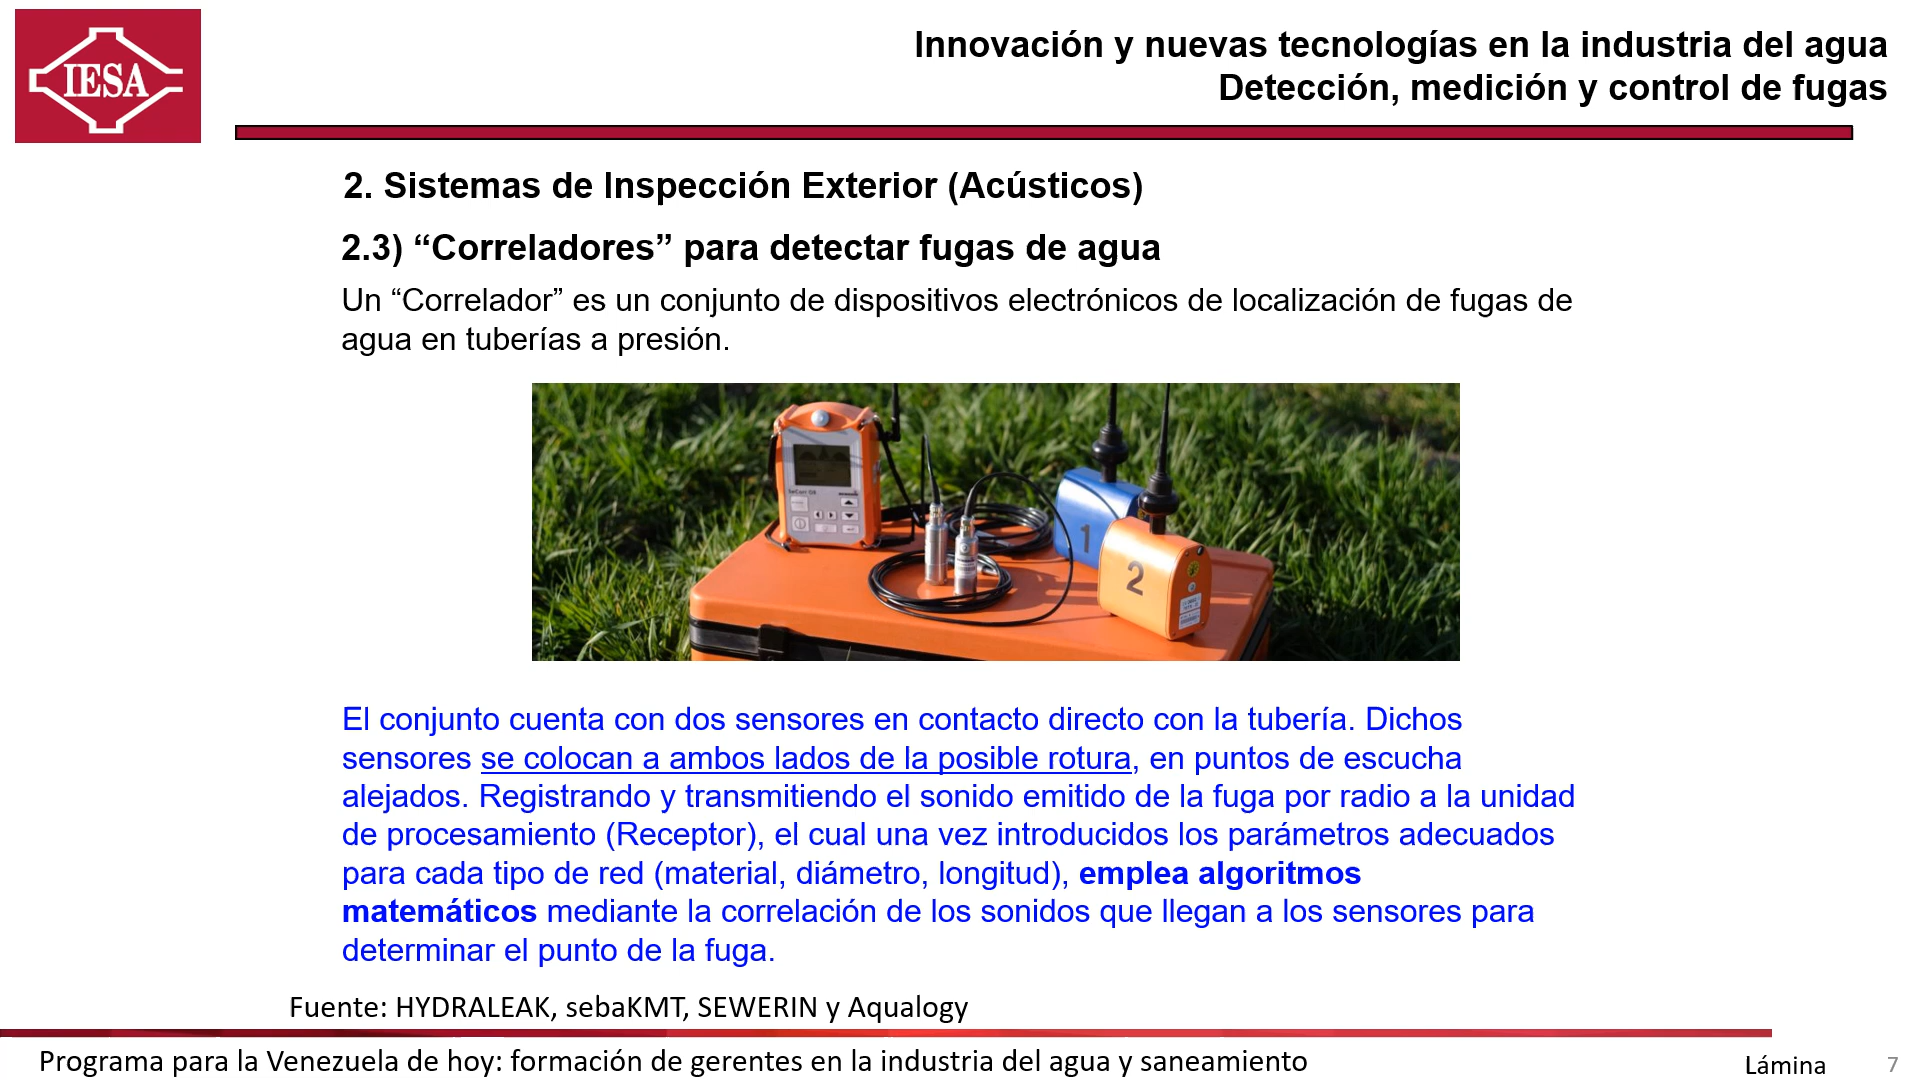 IESA
Innovación y nuevas tecnologías en la industria del agua
Detección, medición y control de fugas
2. Sistemas de Inspección Exterior (Acústicos)
2.3) “Correladores” para detectar fugas de agua
Un “Correlador” es un conjunto de dispositivos electrónicos de localización de fugas de
agua en tuberías a presión.
1
2
El conjunto cuenta con dos sensores en contacto directo con la tubería. Dichos
sensores se colocan a ambos lados de la posible rotura, en puntos de escucha
alejados. Registrando y transmitiendo el sonido emitido de la fuga por radio a la unidad
de procesamiento (Receptor), el cual una vez introducidos los parámetros adecuados
para cada tipo de red (material, diámetro, longitud), emplea algoritmos
matemáticos mediante la correlación de los sonidos que llegan a los sensores para
determinar el punto de la fuga.
Fuente: HYDRALEAK, sebaKMT, SEWERIN y Aqualogy
Programa para la Venezuela de hoy: formación de gerentes en la industria del agua y saneamiento
Lámina 7